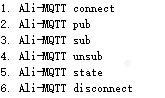 1. Ali-MQTT connect
2. Ali-MQTT pub
3. Ali-MQTT sub
4. Ali-MQTT unsub
5. Ali-MQTT state
6. Ali-MQTT disconnect